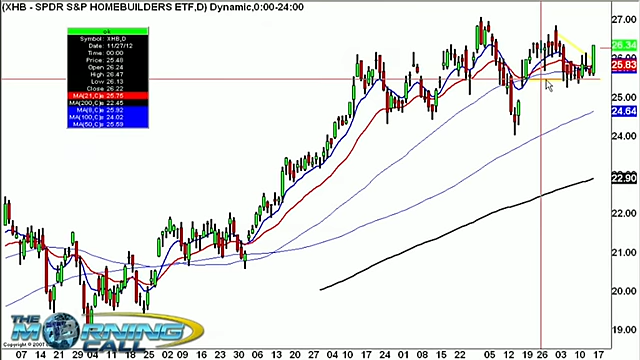 (XHB - SPDR S&P HOMEBUILDERS ETF,D) Dynamic,0:00-24:00
ok
Symbol: XHB,D
Date: 11/27/12
Time: 00:00
Price: 25.48
Open 26.24
High 26.47
Low 26.13
Close 26.22
MA(21,C)= 25.75
MA(200,C)= 22.45
MA(8,C)= 25.92
MA(100,C)= 24.02
MA(50,C)= 25.59
27.00
26.34
25.83
25.00
24.64
24.00
23.00
22.90
22.00
21.00
20.00
19.00
THE
MORNING
CALL
Copyright © 2007
07 14 21 29 04 11 18 25 02 09 16 23 30 06 13 20 27 04 10 17 24 01 08 15 22 05 12 19 26 03 10 17